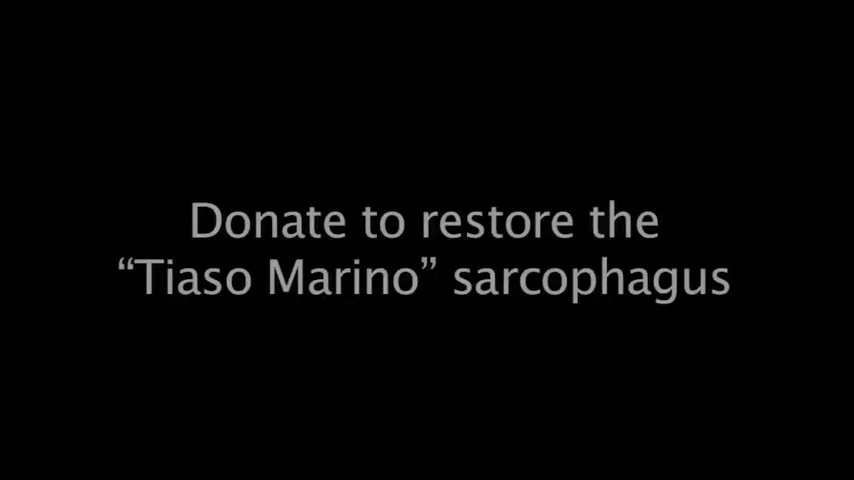 Donate to restore the
“Tiaso Marino” sarcophagus